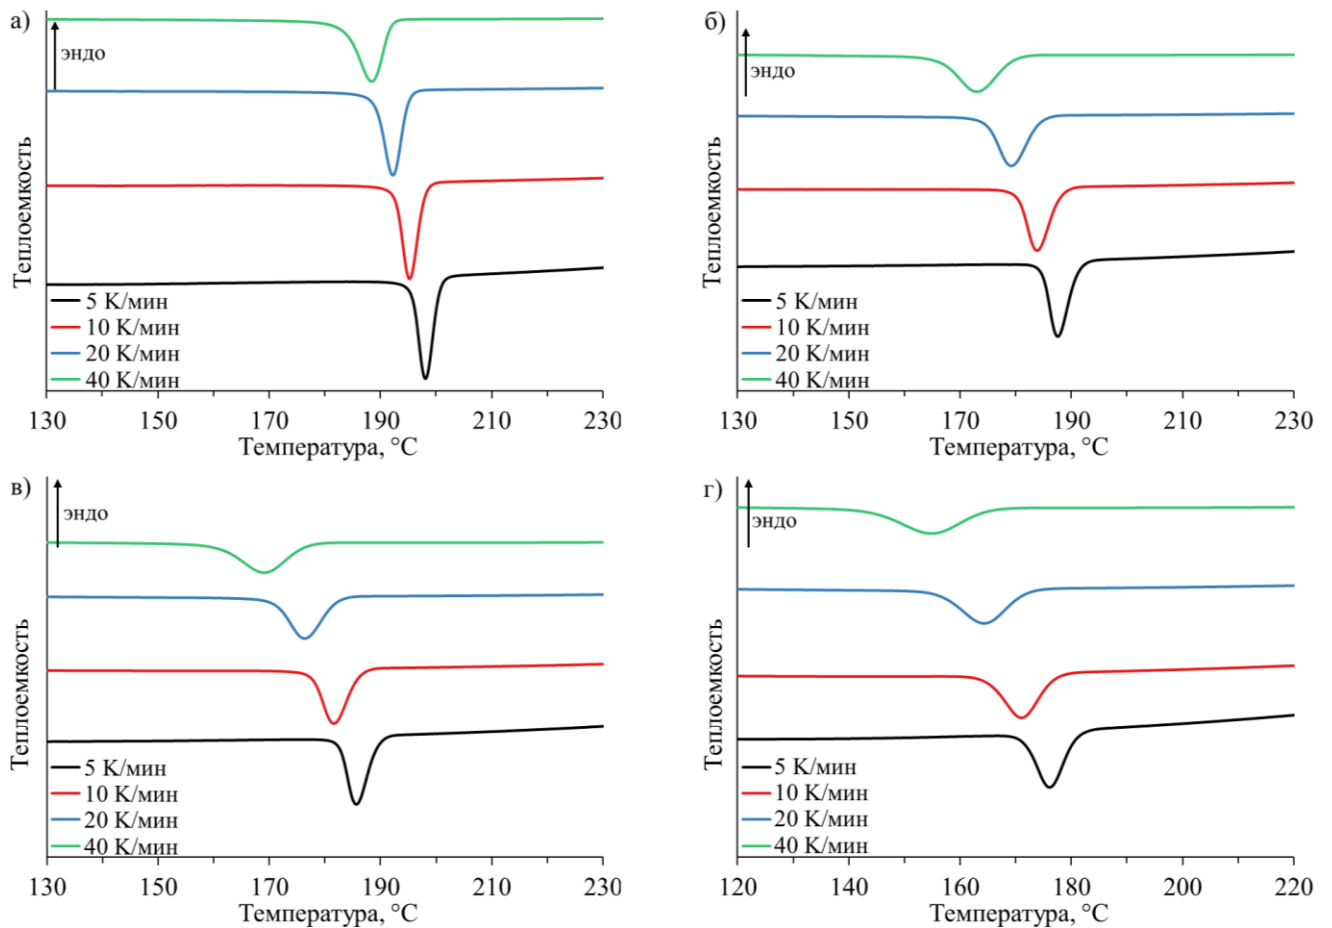 а)
эндо
Теплоемкость
5 К/мин
10 К/мин
20 К/мин
40 К/мин
130 150 170 190 210 230
Температура, °C
б)
эндо
Теплоемкость
5 К/мин
10 К/мин
20 К/мин
40 К/мин
130 150 170 190 210 230
Температура, °C
в)
эндо
Теплоемкость
5 К/мин
10 К/мин
20 К/мин
40 К/мин
130 150 170 190 210 230
Температура, °C
г)
эндо
Теплоемкость
5 К/мин
10 К/мин
20 К/мин
40 К/мин
120 140 160 180 200 220
Температура, °C